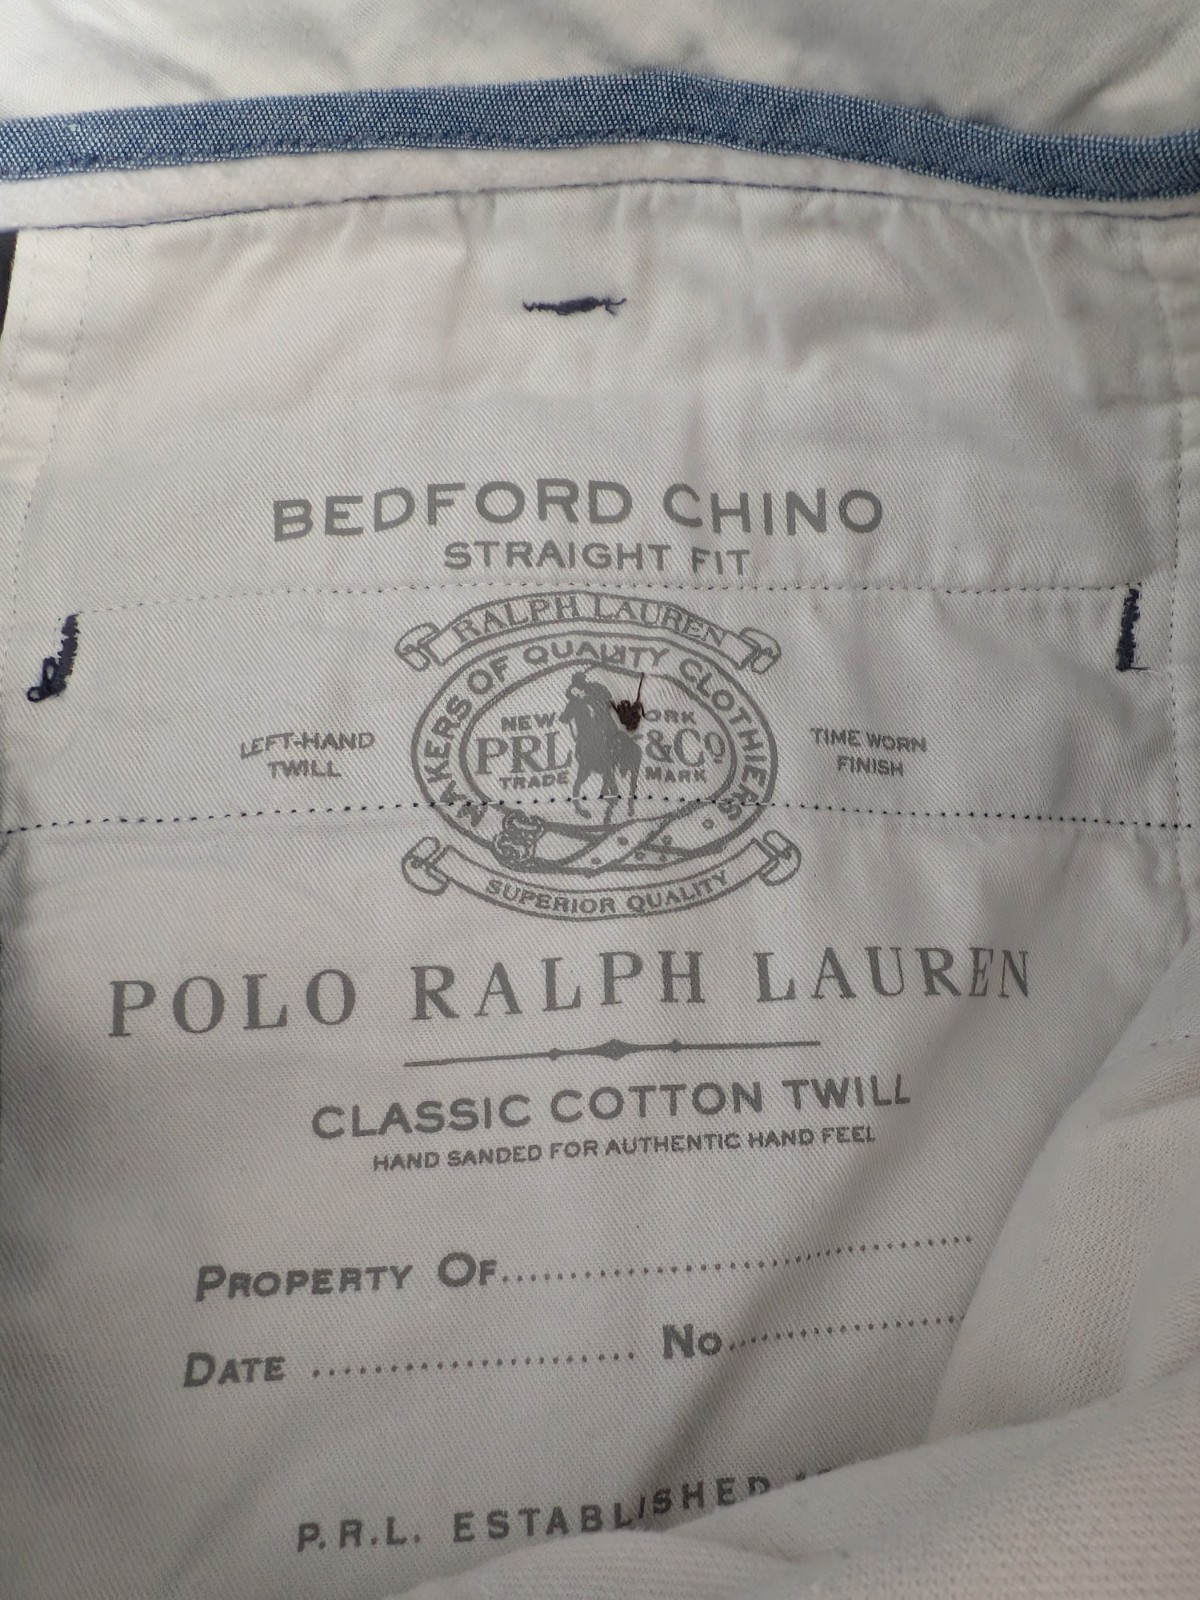 BEDFORD CHINO
STRAIGHT FIT
RALPH LAUREN
MAKERS OF QUALITY CLOTHIERS
LEFT-HAND
TWILL
NEW ORK
PRL &Co
TRADE MARK
TIME WORN
FINISH
SUPERIOR QUALITY
POLO RALPH LAUREN
CLASSIC COTTON TWILL
HAND SANDED FOR AUTHENTIC HAND FEEL
PROPERTY OF
DATE No
P.R.L. ESTABLISHED